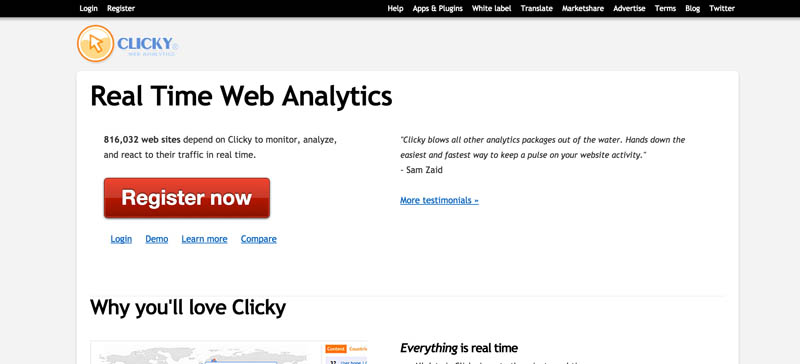 Login Register Help Apps & Plugins White label Translate Marketshare Advertise Terms Blog Twitter
CLICKY
WEB ANALYTICS
Real Time Web Analytics
816,032 web sites depend on Clicky to monitor, analyze,
and react to their traffic in real time.
Register now
Login Demo Learn more Compare
"Clicky blows all other analytics packages out of the water. Hands down the
easiest and fastest way to keep a pulse on your website activity."
- Sam Zaid
More testimonials »
Why you'll love Clicky
Content Countries
Everything is real time